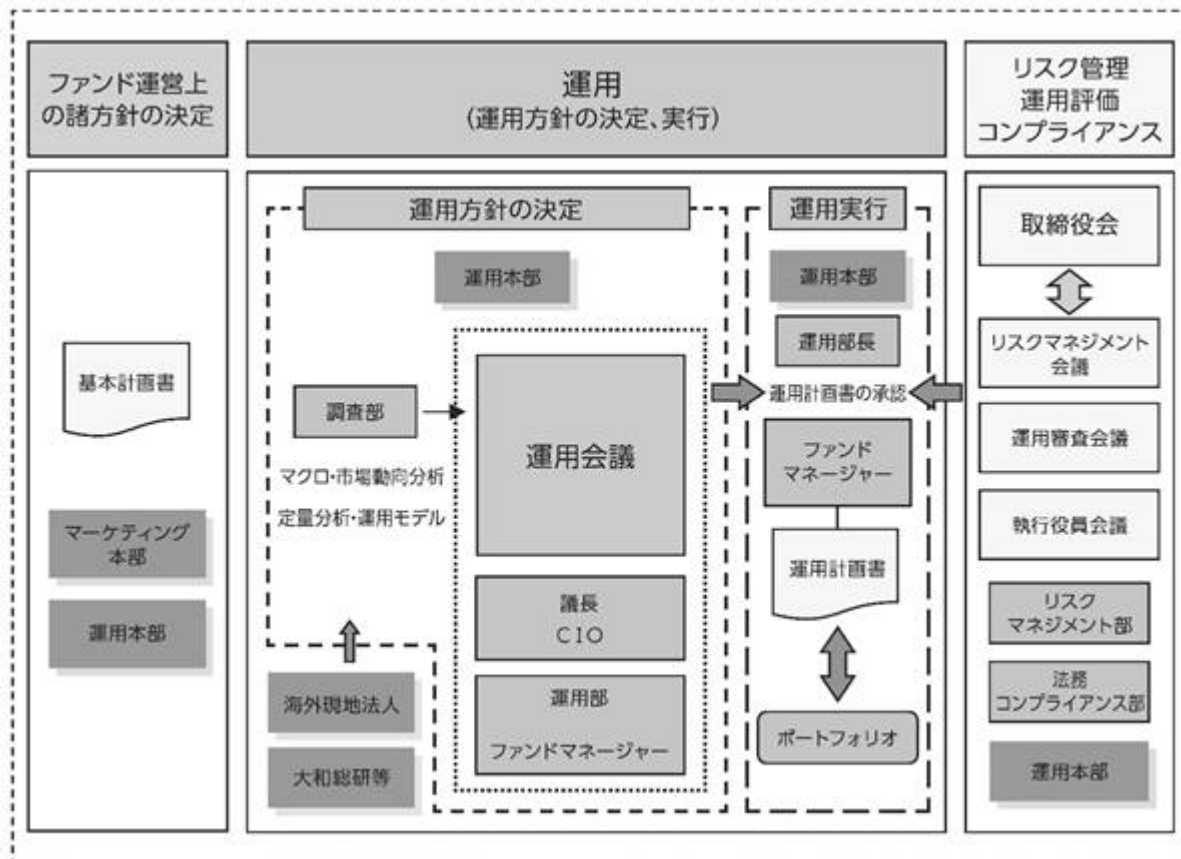 ファンド運営上
の諸方針の決定
運用
(運用方針の決定、実行)
リスク管理
運用評価
コンプライアンス
基本計画書
マーケティング
本部
運用本部
運用方針の決定
運用本部
調査部
マクロ・市場動向分析
定量分析・運用モデル
海外現地法人
大和総研等
運用会議
議長
CIO
運用部
ファンドマネージャー
運用実行
運用本部
運用部長
運用計画書の承認
ファンド
マネージャー
運用計画書
ポートフォリオ
取締役会
リスクマネジメント
会議
運用審査会議
執行役員会議
リスク
マネジメント部
法務
コンプライアンス部
運用本部